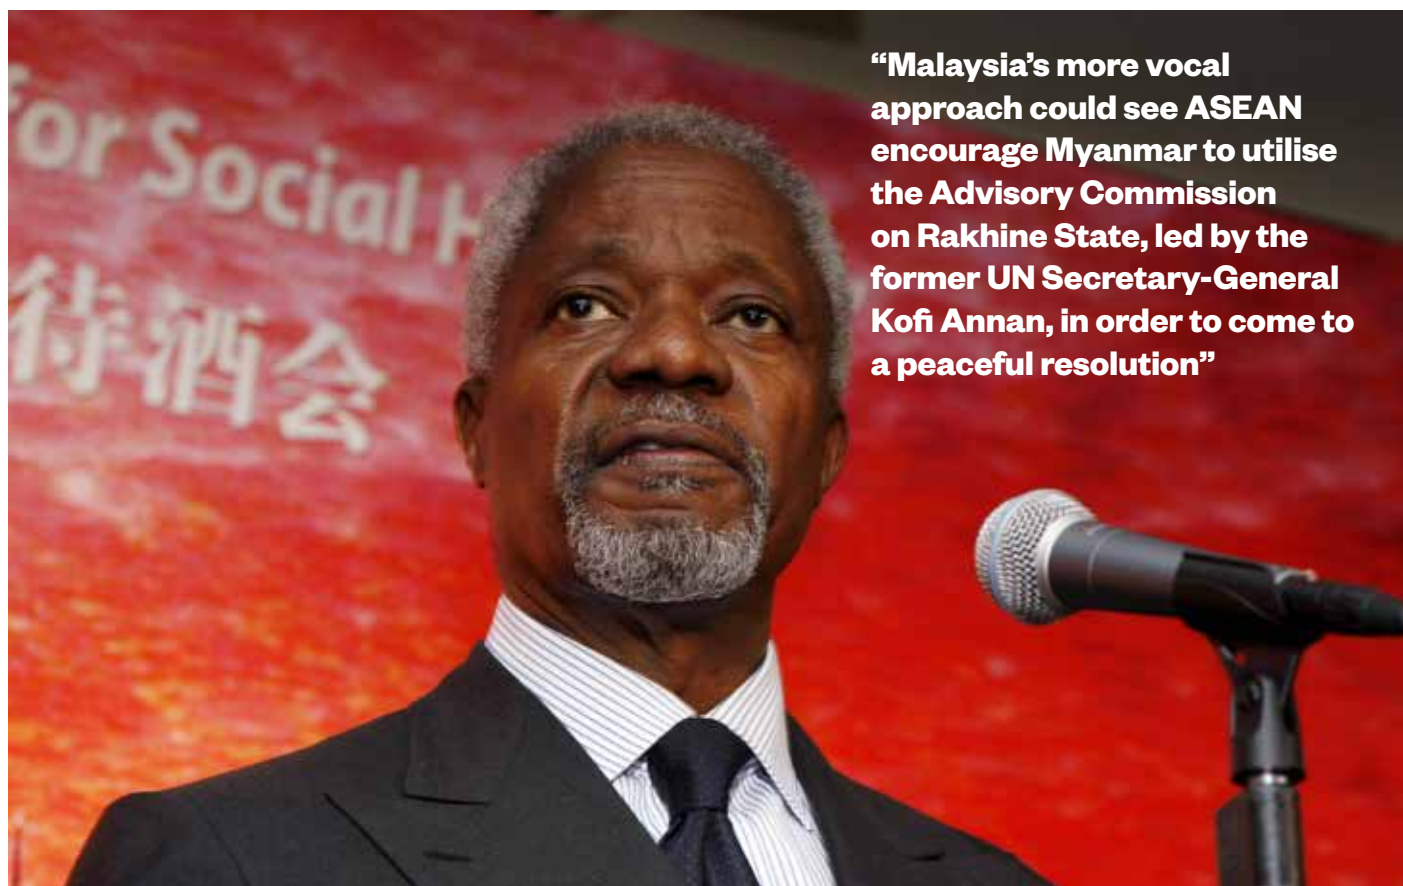 for Social H
待酒会
“Malaysia’s more vocal
approach could see ASEAN
encourage Myanmar to utilise
the Advisory Commission
on Rakhine State, led by the
former UN Secretary-General
Kofi Annan, in order to come to
a peaceful resolution”